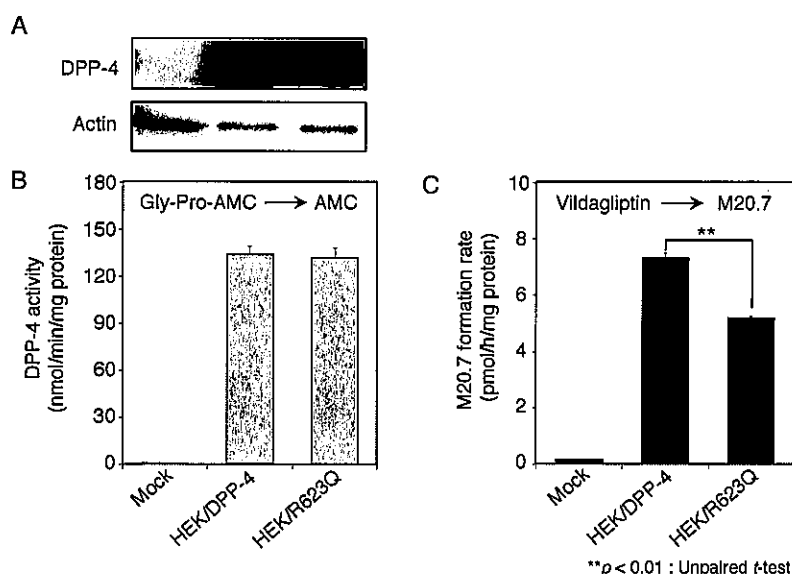 A
DPP-4
Actin
B
DPP-4 activity
(nmol/min/mg protein)
180
150
120
90
60
30
0
Gly-Pro-AMC → AMC
Mock
HEK/DPP-4
HEK/R623Q
C
M20.7 formation rate
(pmol/h/mg protein)
10
8
6
4
2
0
Vildagliptin → M20.7
**
Mock
HEK/DPP-4
HEK/R623Q
**p < 0.01 : Unpaired t-test